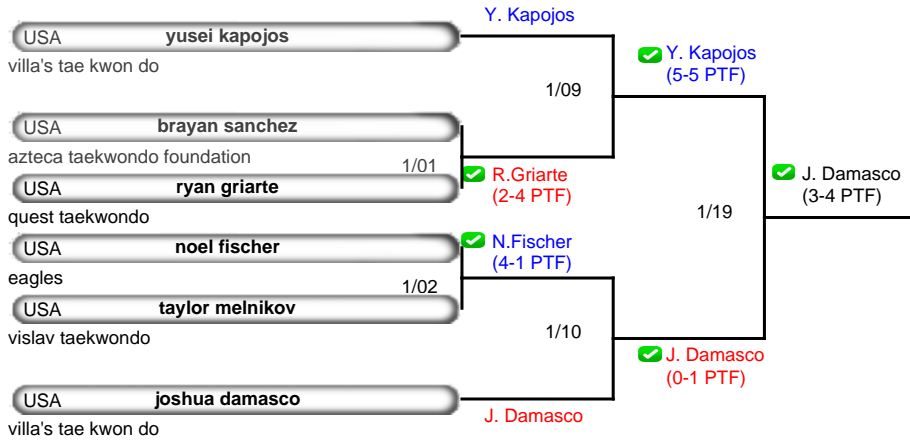 Y. Kapojos
USA yusei kapojos
villa's tae kwon do
Y. Kapojos
(5-5 PTF)
1/09
USA brayan sanchez
azteca taekwondo foundation
1/01
R.Griarte
(2-4 PTF)
USA ryan griarte
quest taekwondo
J. Damasco
(3-4 PTF)
1/19
USA noel fischer
eagles
N.Fischer
(4-1 PTF)
1/02
USA taylor melnikov
vislav taekwondo
1/10
J. Damasco
(0-1 PTF)
USA joshua damasco
villa's tae kwon do
J. Damasco